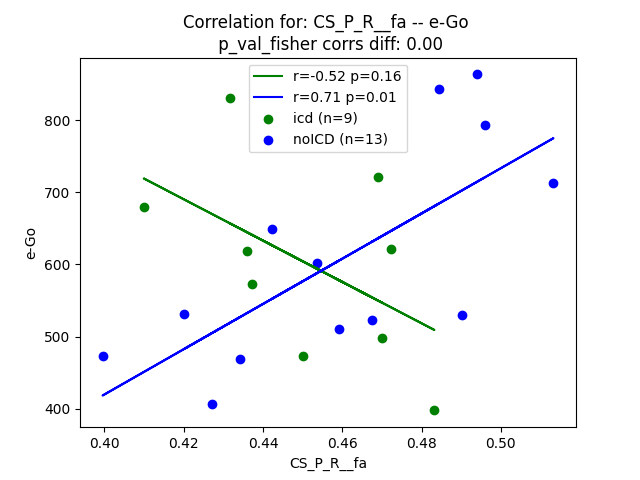 Correlation for: CS_P_R__fa -- e-Go
p_val_fisher corrs diff: 0.00
r=-0.52 p=0.16
r=0.71 p=0.01
icd (n=9)
noICD (n=13)
e-Go
800
700
600
500
400
0.40 0.42 0.44 0.46 0.48 0.50
CS_P_R__fa